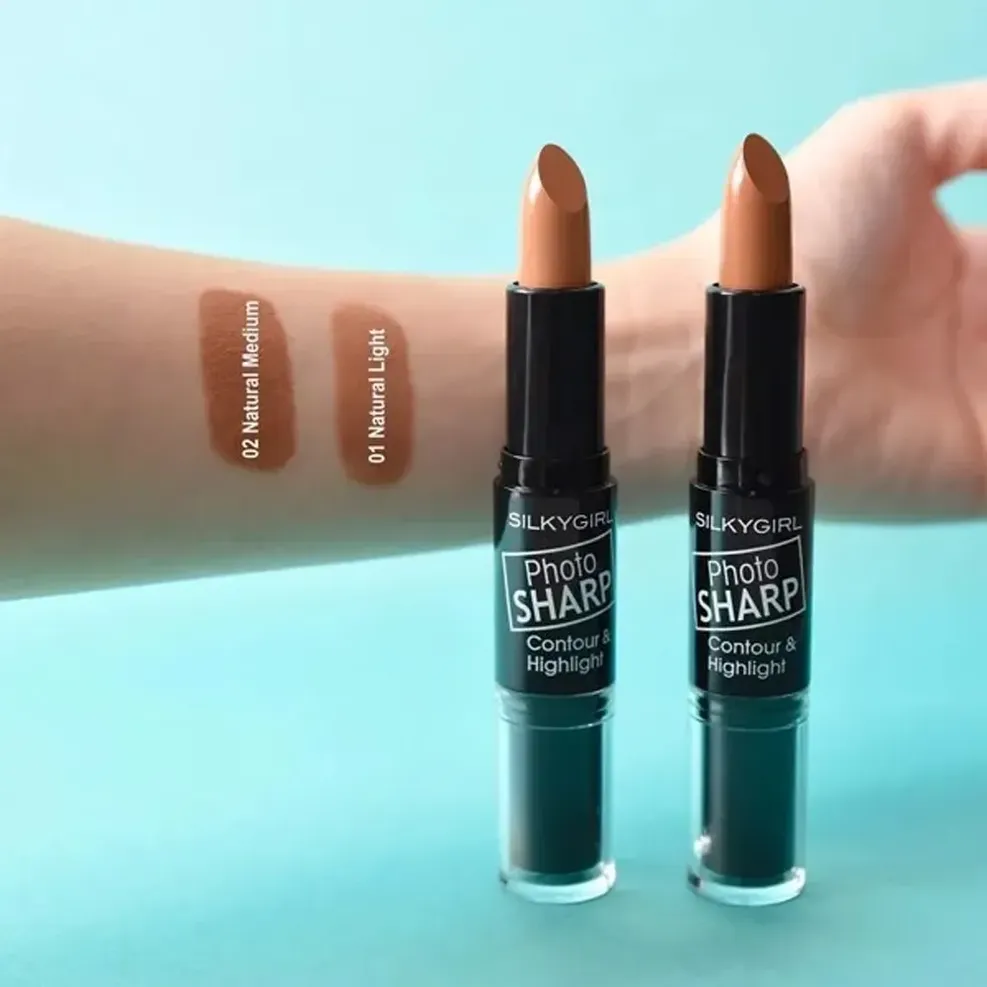 02 Natural Medium
01 Natural Light
SILKYGIRL
Photo
SHARP
Contour &
Highlight
SILKYGIRL
Photo
SHARP
Contour &
Highlight